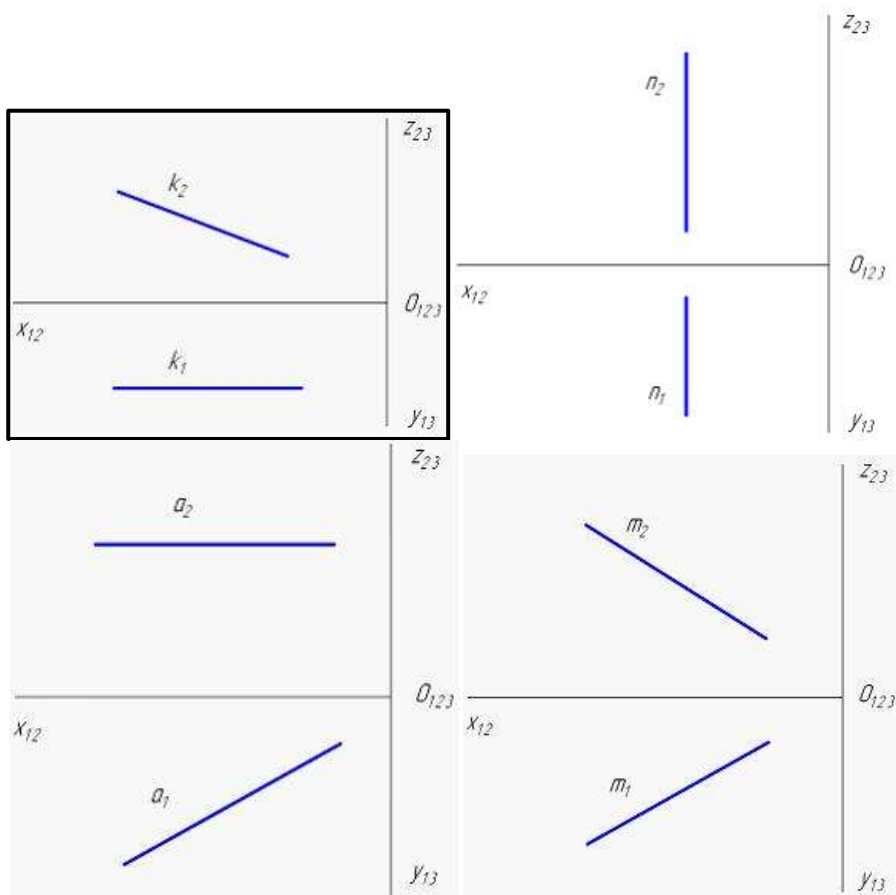 z₂₃
k₂
x₁₂
O₁₂₃
k₁
y₁₃
z₂₃
n₂
x₁₂
O₁₂₃
n₁
y₁₃
z₂₃
a₂
x₁₂
O₁₂₃
a₁
y₁₃
z₂₃
m₂
x₁₂
O₁₂₃
m₁
y₁₃